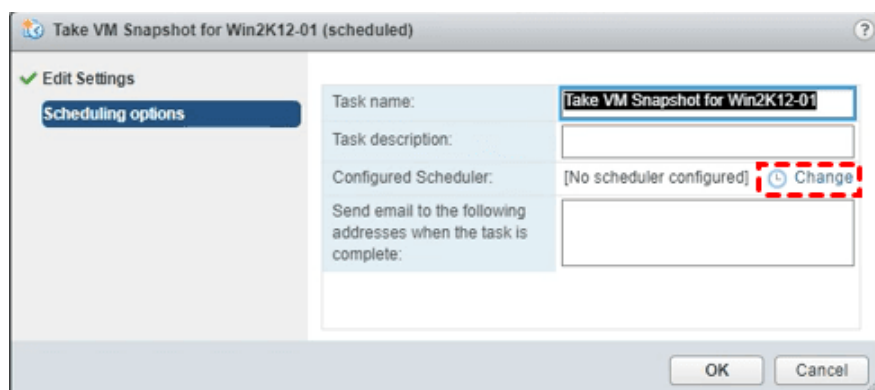 Take VM Snapshot for Win2K12-01 (scheduled)
?
Edit Settings
Scheduling options
Task name:
Take VM Snapshot for Win2K12-01
Task description:
Configured Scheduler:
[No scheduler configured]
Change
Send email to the following
addresses when the task is
complete:
OK
Cancel